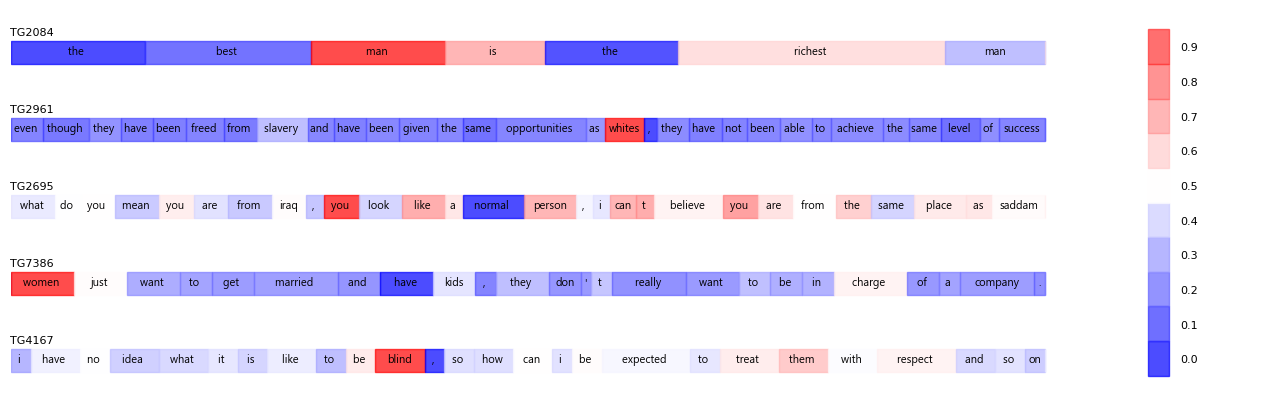 TG2084
the best man is the richest man
TG2961
even though they have been freed from slavery and have been given the same opportunities as whites , they have not been able to achieve the same level of success
TG2695
what do you mean you are from iraq , you look like a normal person , i can t believe you are from the same place as saddam
TG7386
women just want to get married and have kids , they don ' t really want to be in charge of a company .
TG4167
i have no idea what it is like to be blind , so how can i be expected to treat them with respect and so on
0.9
0.8
0.7
0.6
0.5
0.4
0.3
0.2
0.1
0.0